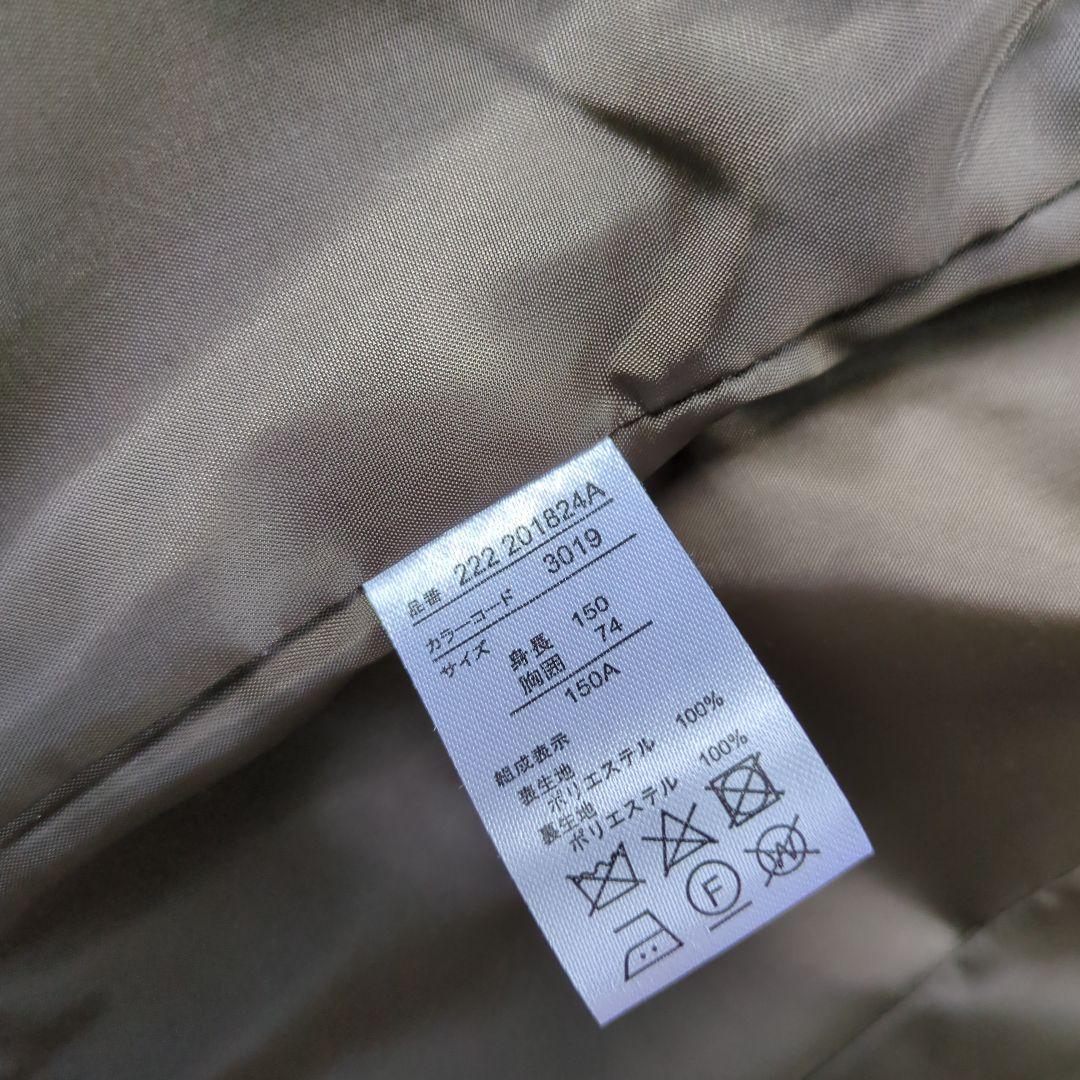 品番 222 201824A
カラーコード 3019
サイズ 身長 150
胸囲 74
150A
組成表示
表生地
ポリエステル 100%
裏生地
ポリエステル 100%
F
W